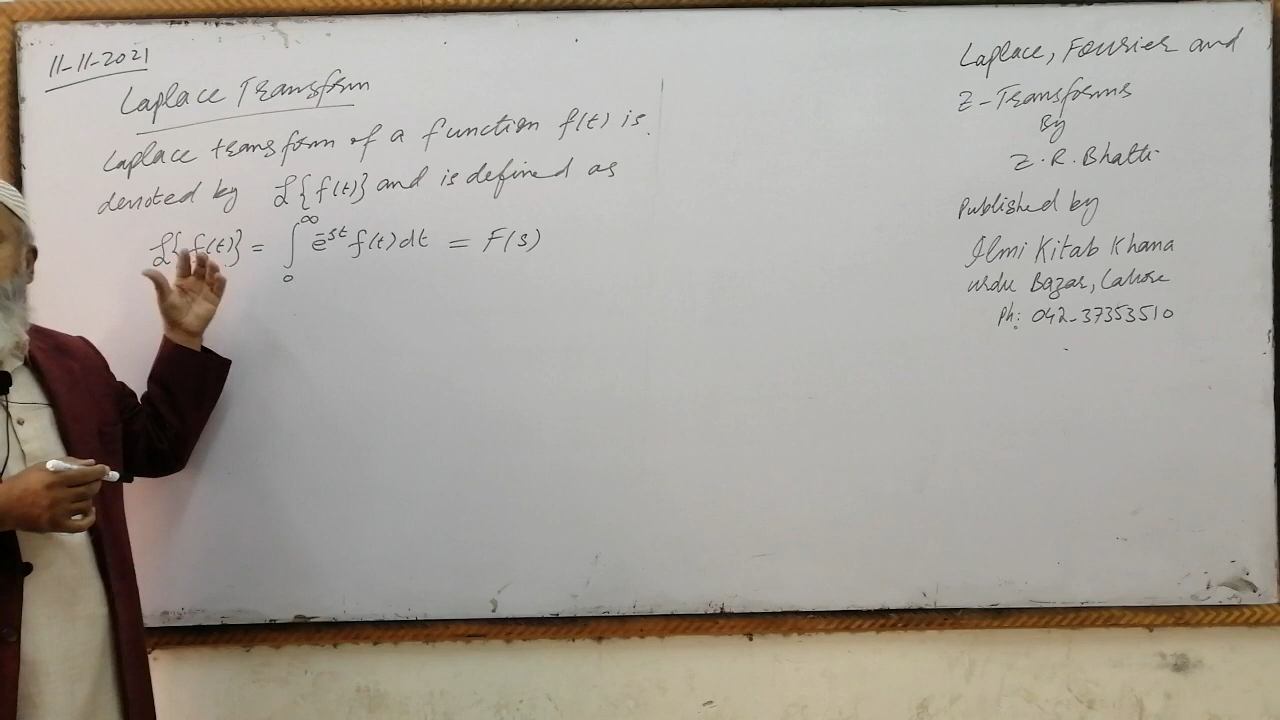 11-11-2021
Laplace Transform
Laplace transform of a function f(t) is
denoted by ℒ{f(t)} and is defined as
ℒ{f(t)} = ∫₀^∞ e^{-st} f(t) dt = F(s)
Laplace, Fourier and
Z-Transforms
By
Z.R. Bhatti
Published by
Ilmi Kitab Khana
Urdu Bazar, Lahore
Ph: 042-37353510